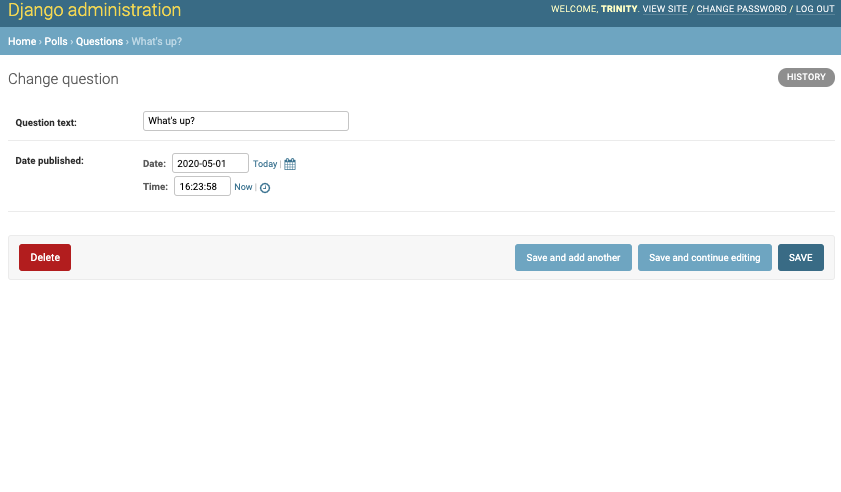 Django administration
WELCOME, TRINITY. VIEW SITE / CHANGE PASSWORD / LOG OUT
Home › Polls › Questions › What's up?
Change question
HISTORY
Question text:
What's up?
Date published:
Date: 2020-05-01 Today |
Time: 16:23:58 Now |
Delete
Save and add another
Save and continue editing
SAVE